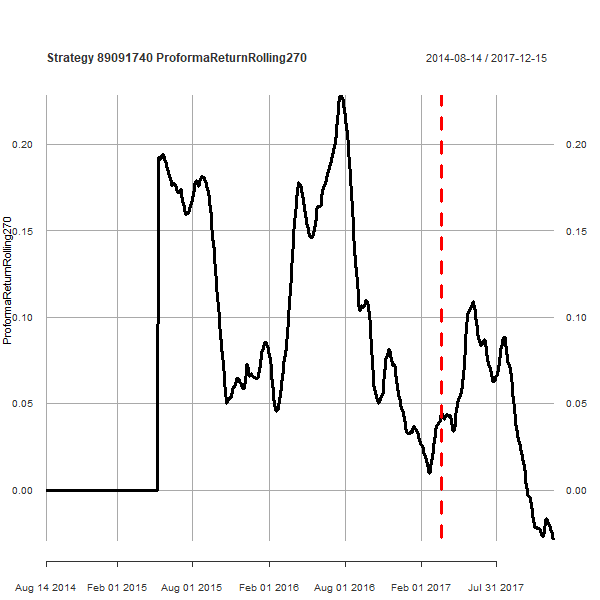 Strategy 89091740 ProformaReturnRolling270
2014-08-14 / 2017-12-15
ProformaReturnRolling270
0.20 0.20
0.15 0.15
0.10 0.10
0.05 0.05
0.00 0.00
Aug 14 2014 Feb 01 2015 Aug 01 2015 Feb 01 2016 Aug 01 2016 Feb 01 2017 Jul 31 2017